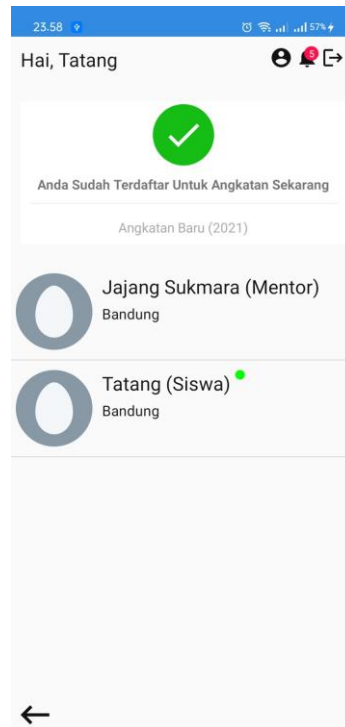 23.58 57%
Hai, Tatang 5
Anda Sudah Terdaftar Untuk Angkatan Sekarang
Angkatan Baru (2021)
Jajang Sukmara (Mentor)
Bandung
Tatang (Siswa)
Bandung